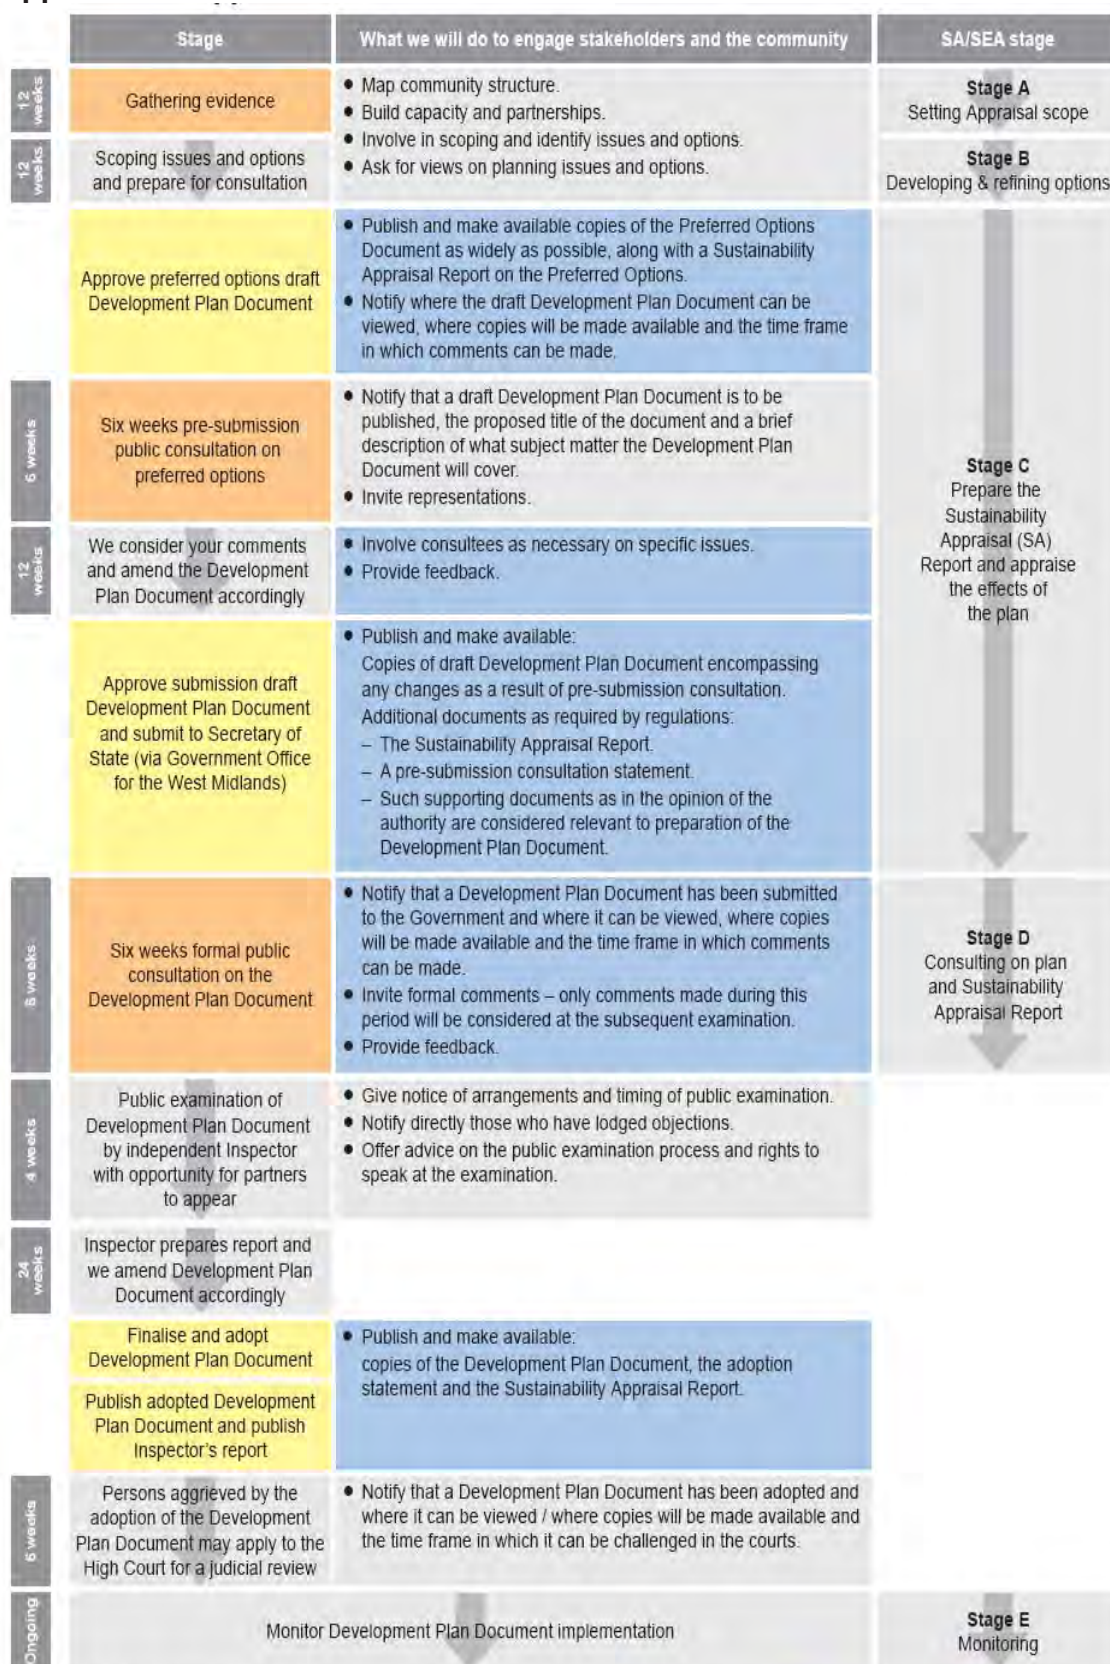 Stage
What we will do to engage stakeholders and the community
SA/SEA stage
12
weeks
Gathering evidence
● Map community structure.
● Build capacity and partnerships.
● Involve in scoping and identify issues and options.
● Ask for views on planning issues and options.
Stage A
Setting Appraisal scope
12
weeks
Scoping issues and options
and prepare for consultation
Stage B
Developing & refining options
Approve preferred options draft
Development Plan Document
● Publish and make available copies of the Preferred Options
Document as widely as possible, along with a Sustainability
Appraisal Report on the Preferred Options.
● Notify where the draft Development Plan Document can be
viewed, where copies will be made available and the time frame
in which comments can be made.
6 weeks
Six weeks pre-submission
public consultation on
preferred options
● Notify that a draft Development Plan Document is to be
published, the proposed title of the document and a brief
description of what subject matter the Development Plan
Document will cover.
● Invite representations.
Stage C
Prepare the
Sustainability
Appraisal (SA)
Report and appraise
the effects of
the plan
12
weeks
We consider your comments
and amend the Development
Plan Document accordingly
● Involve consultees as necessary on specific issues.
● Provide feedback.
Approve submission draft
Development Plan Document
and submit to Secretary of
State (via Government Office
for the West Midlands)
● Publish and make available:
Copies of draft Development Plan Document encompassing
any changes as a result of pre-submission consultation.
Additional documents as required by regulations:
– The Sustainability Appraisal Report.
– A pre-submission consultation statement.
– Such supporting documents as in the opinion of the
authority are considered relevant to preparation of the
Development Plan Document.
weeks
Six weeks formal public
consultation on the
Development Plan Document
● Notify that a Development Plan Document has been submitted
to the Government and where it can be viewed, where copies
will be made available and the time frame in which comments
can be made.
● Invite formal comments – only comments made during this
period will be considered at the subsequent examination.
● Provide feedback.
Stage D
Consulting on plan
and Sustainability
Appraisal Report
4 weeks
Public examination of
Development Plan Document
by independent Inspector
with opportunity for partners
to appear
● Give notice of arrangements and timing of public examination.
● Notify directly those who have lodged objections.
● Offer advice on the public examination process and rights to
speak at the examination.
24
weeks
Inspector prepares report and
we amend Development Plan
Document accordingly
Finalise and adopt
Development Plan Document
Publish adopted Development
Plan Document and publish
Inspector's report
● Publish and make available:
copies of the Development Plan Document, the adoption
statement and the Sustainability Appraisal Report.
6 weeks
Persons aggrieved by the
adoption of the Development
Plan Document may apply to the
High Court for a judicial review
● Notify that a Development Plan Document has been adopted and
where it can be viewed / where copies will be made available and
the time frame in which it can be challenged in the courts.
Ongoing
Monitor Development Plan Document implementation
Stage E
Monitoring